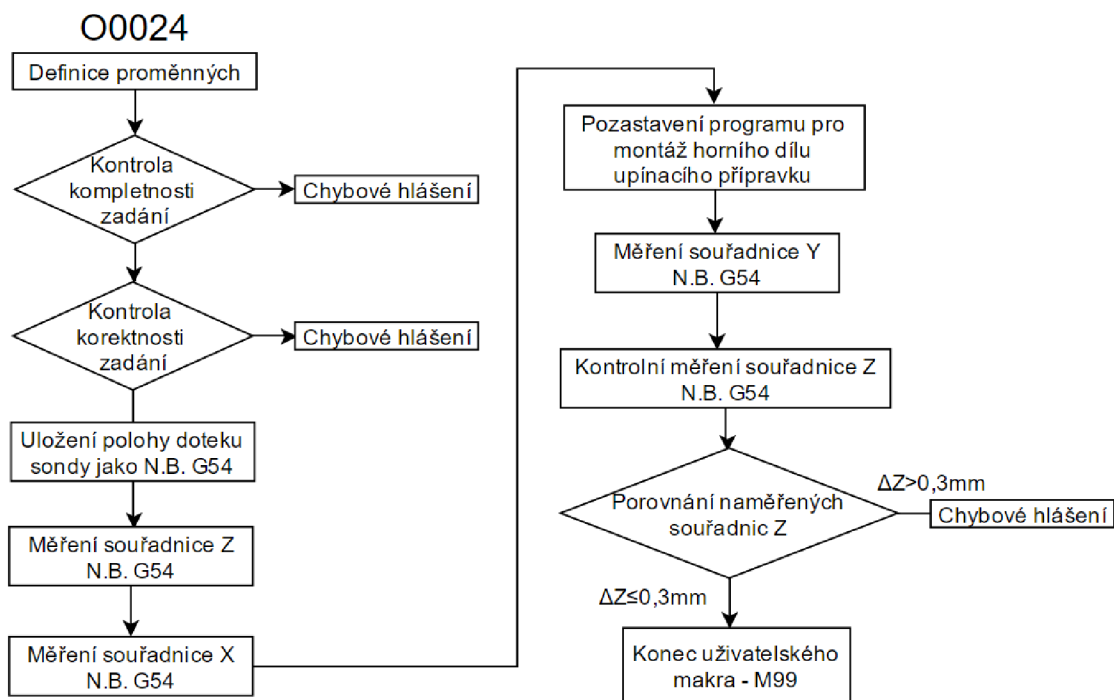 O0024
Definice proměnných
Kontrola
kompletnosti
zadání
Chybové hlášení
Kontrola
korektnosti
zadání
Chybové hlášení
Uložení polohy doteku
sondy jako N.B. G54
Měření souřadnice Z
N.B. G54
Měření souřadnice X
N.B. G54
Pozastavení programu pro
montáž horního dílu
upínacího přípravku
Měření souřadnice Y
N.B. G54
Kontrolní měření souřadnice Z
N.B. G54
Porovnání naměřených
souřadnic Z
ΔZ>0,3mm
Chybové hlášení
ΔZ≤0,3mm
Konec uživatelského
makra - M99